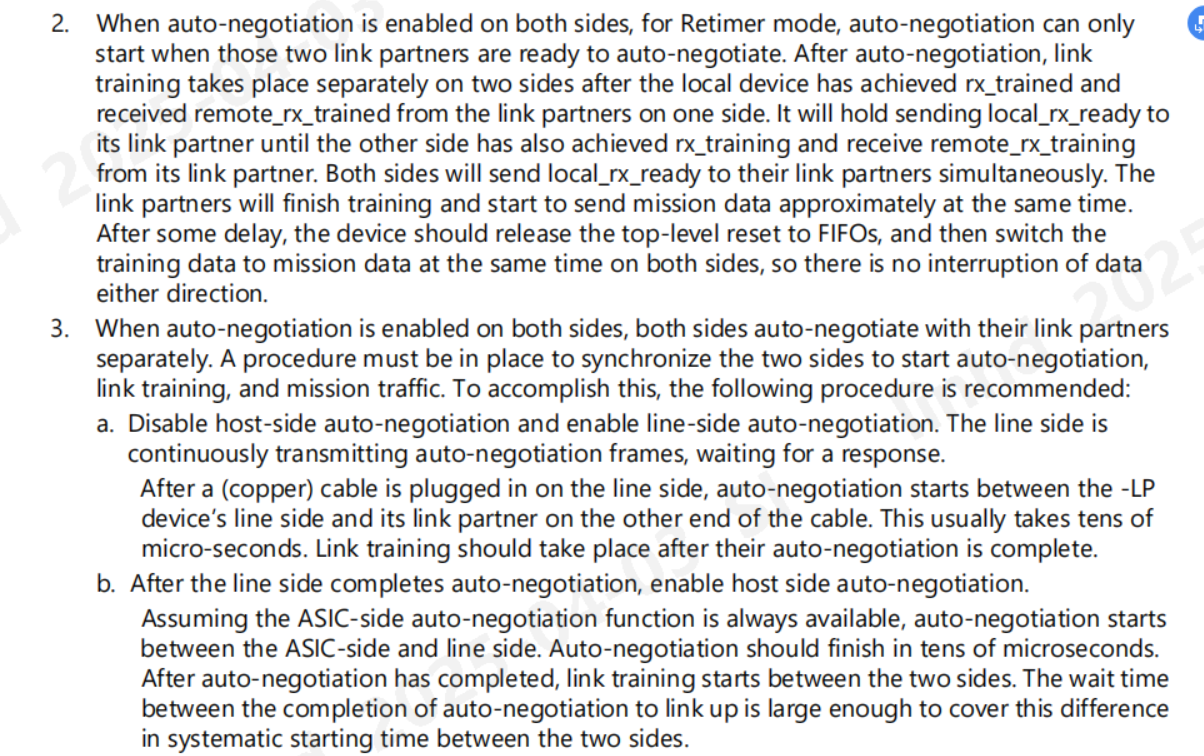 2. When auto-negotiation is enabled on both sides, for Retimer mode, auto-negotiation can only
start when those two link partners are ready to auto-negotiate. After auto-negotiation, link
training takes place separately on two sides after the local device has achieved rx_trained and
received remote_rx_trained from the link partners on one side. It will hold sending local_rx_ready to
its link partner until the other side has also achieved rx_training and receive remote_rx_training
from its link partner. Both sides will send local_rx_ready to their link partners simultaneously. The
link partners will finish training and start to send mission data approximately at the same time.
After some delay, the device should release the top-level reset to FIFOs, and then switch the
training data to mission data at the same time on both sides, so there is no interruption of data
either direction.
3. When auto-negotiation is enabled on both sides, both sides auto-negotiate with their link partners
separately. A procedure must be in place to synchronize the two sides to start auto-negotiation,
link training, and mission traffic. To accomplish this, the following procedure is recommended:
a. Disable host-side auto-negotiation and enable line-side auto-negotiation. The line side is
continuously transmitting auto-negotiation frames, waiting for a response.
After a (copper) cable is plugged in on the line side, auto-negotiation starts between the -LP
device's line side and its link partner on the other end of the cable. This usually takes tens of
micro-seconds. Link training should take place after their auto-negotiation is complete.
b. After the line side completes auto-negotiation, enable host side auto-negotiation.
Assuming the ASIC-side auto-negotiation function is always available, auto-negotiation starts
between the ASIC-side and line side. Auto-negotiation should finish in tens of microseconds.
After auto-negotiation has completed, link training starts between the two sides. The wait time
between the completion of auto-negotiation to link up is large enough to cover this difference
in systematic starting time between the two sides.